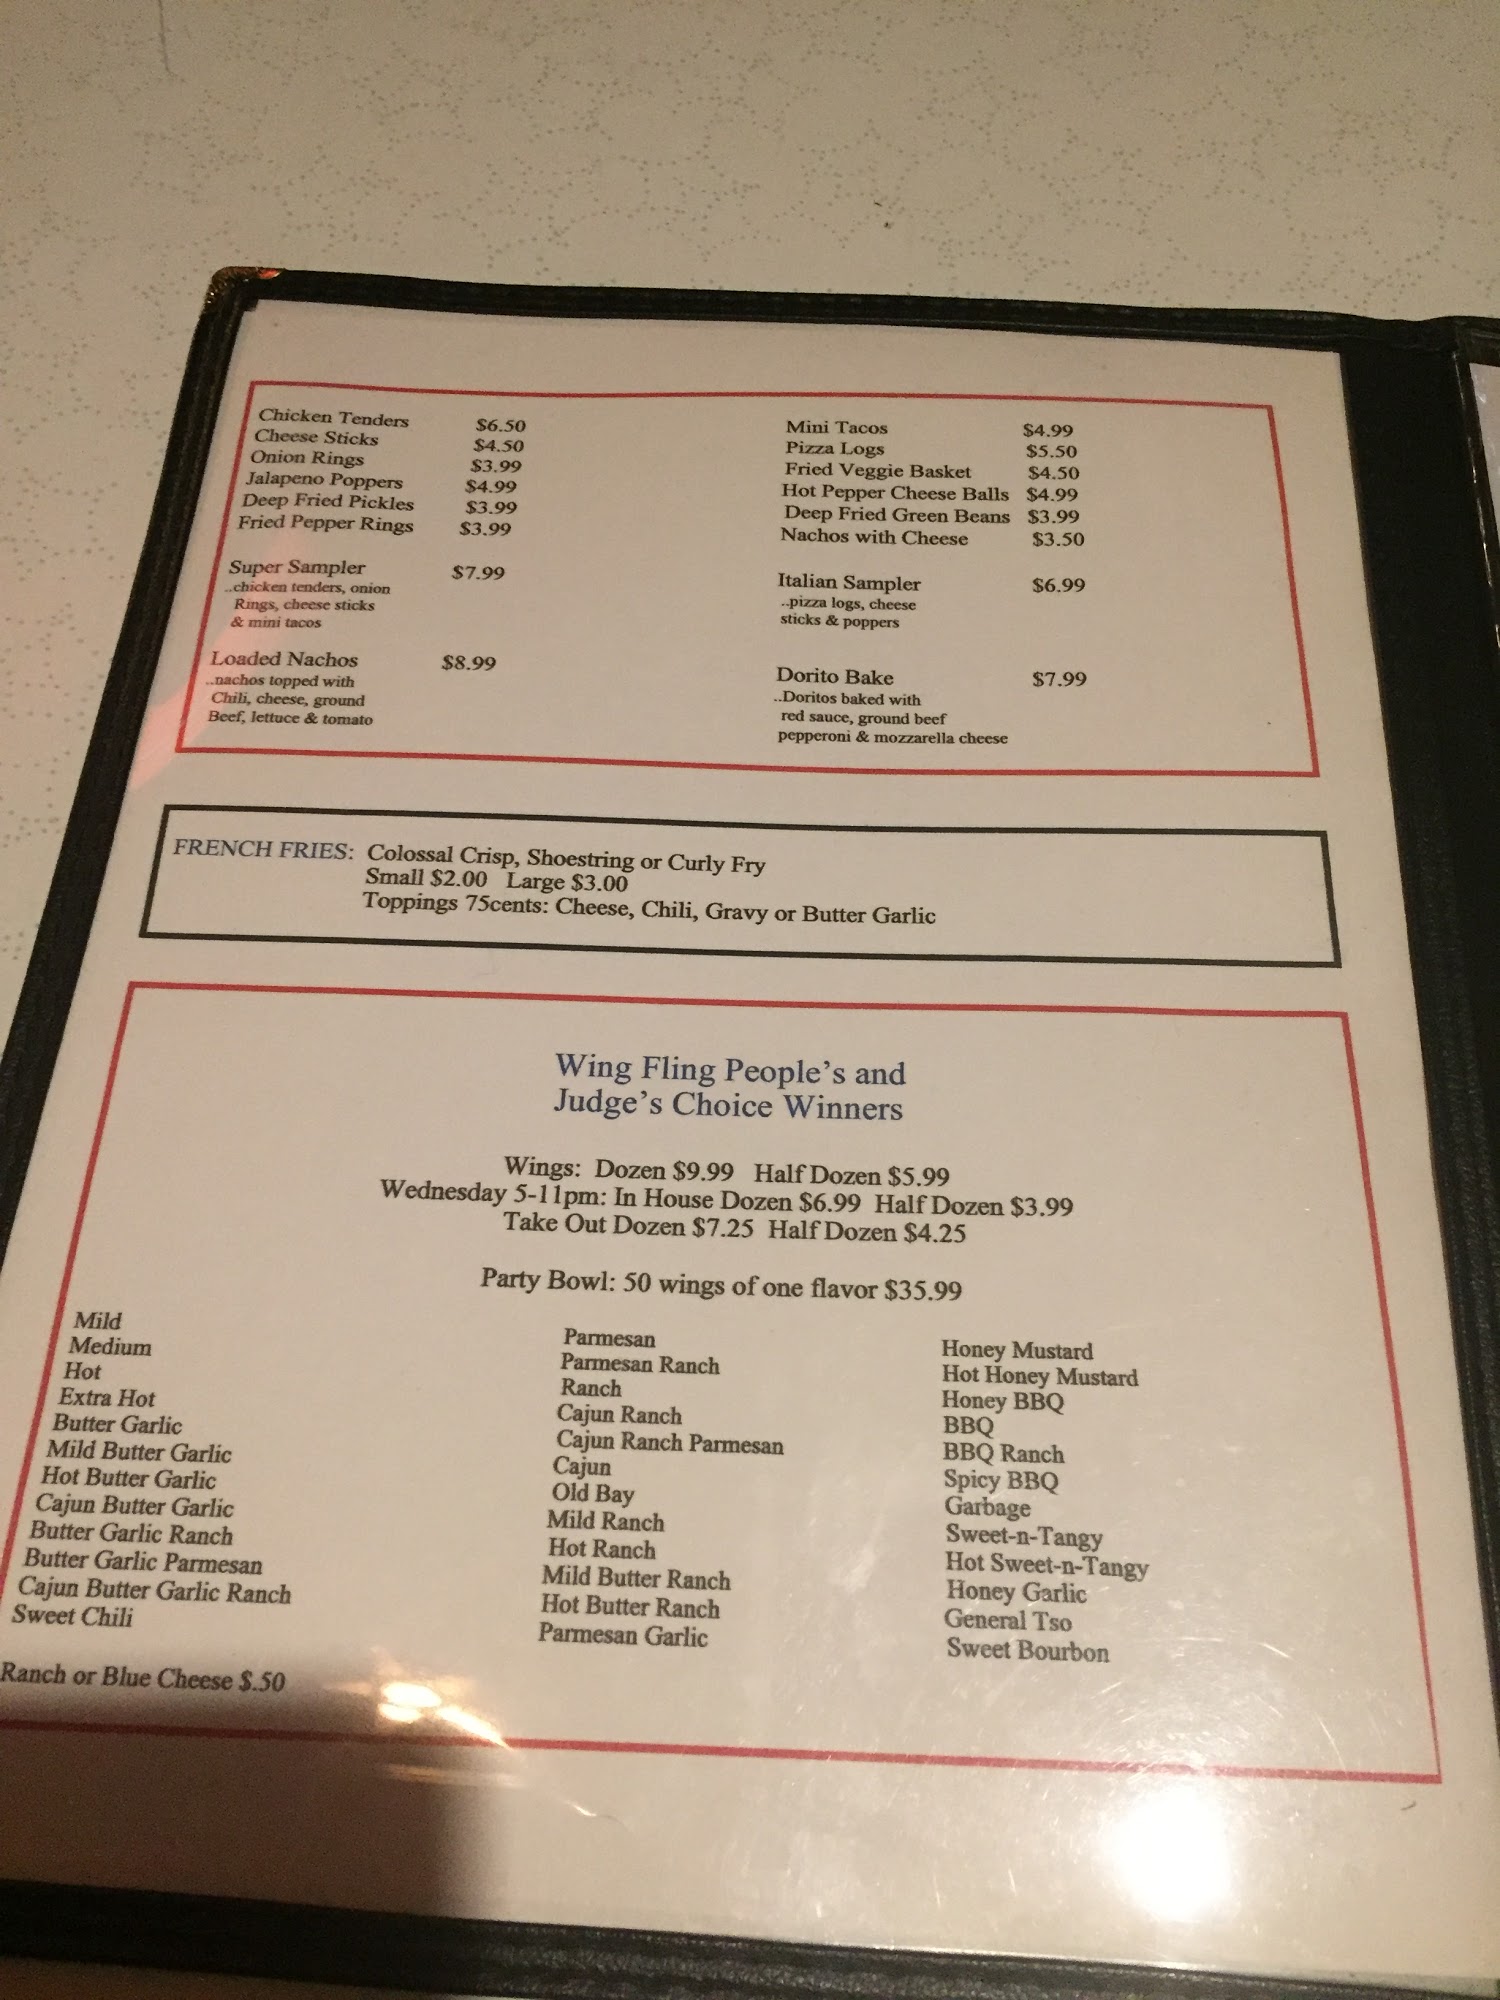 Chicken Tenders $6.50
Cheese Sticks $4.50
Onion Rings $3.99
Jalapeno Poppers $4.99
Deep Fried Pickles $3.99
Fried Pepper Rings $3.99
Super Sampler $7.99
..chicken tenders, onion
Rings, cheese sticks
& mini tacos
Loaded Nachos $8.99
..nachos topped with
Chili, cheese, ground
Beef, lettuce & tomato
Mini Tacos $4.99
Pizza Logs $5.50
Fried Veggie Basket $4.50
Hot Pepper Cheese Balls $4.99
Deep Fried Green Beans $3.99
Nachos with Cheese $3.50
Italian Sampler $6.99
..pizza logs, cheese
sticks & poppers
Dorito Bake $7.99
..Doritos baked with
red sauce, ground beef
pepperoni & mozzarella cheese
FRENCH FRIES: Colossal Crisp, Shoestring or Curly Fry
Small $2.00 Large $3.00
Toppings 75cents: Cheese, Chili, Gravy or Butter Garlic
Wing Fling People's and
Judge's Choice Winners
Wings: Dozen $9.99 Half Dozen $5.99
Wednesday 5-11pm: In House Dozen $6.99 Half Dozen $3.99
Take Out Dozen $7.25 Half Dozen $4.25
Party Bowl: 50 wings of one flavor $35.99
Mild
Medium
Hot
Extra Hot
Butter Garlic
Mild Butter Garlic
Hot Butter Garlic
Cajun Butter Garlic
Butter Garlic Ranch
Butter Garlic Parmesan
Cajun Butter Garlic Ranch
Sweet Chili
Parmesan
Parmesan Ranch
Ranch
Cajun Ranch
Cajun Ranch Parmesan
Cajun
Old Bay
Mild Ranch
Hot Ranch
Mild Butter Ranch
Hot Butter Ranch
Parmesan Garlic
Honey Mustard
Hot Honey Mustard
Honey BBQ
BBQ
BBQ Ranch
Spicy BBQ
Garbage
Sweet-n-Tangy
Hot Sweet-n-Tangy
Honey Garlic
General Tso
Sweet Bourbon
Ranch or Blue Cheese $.50